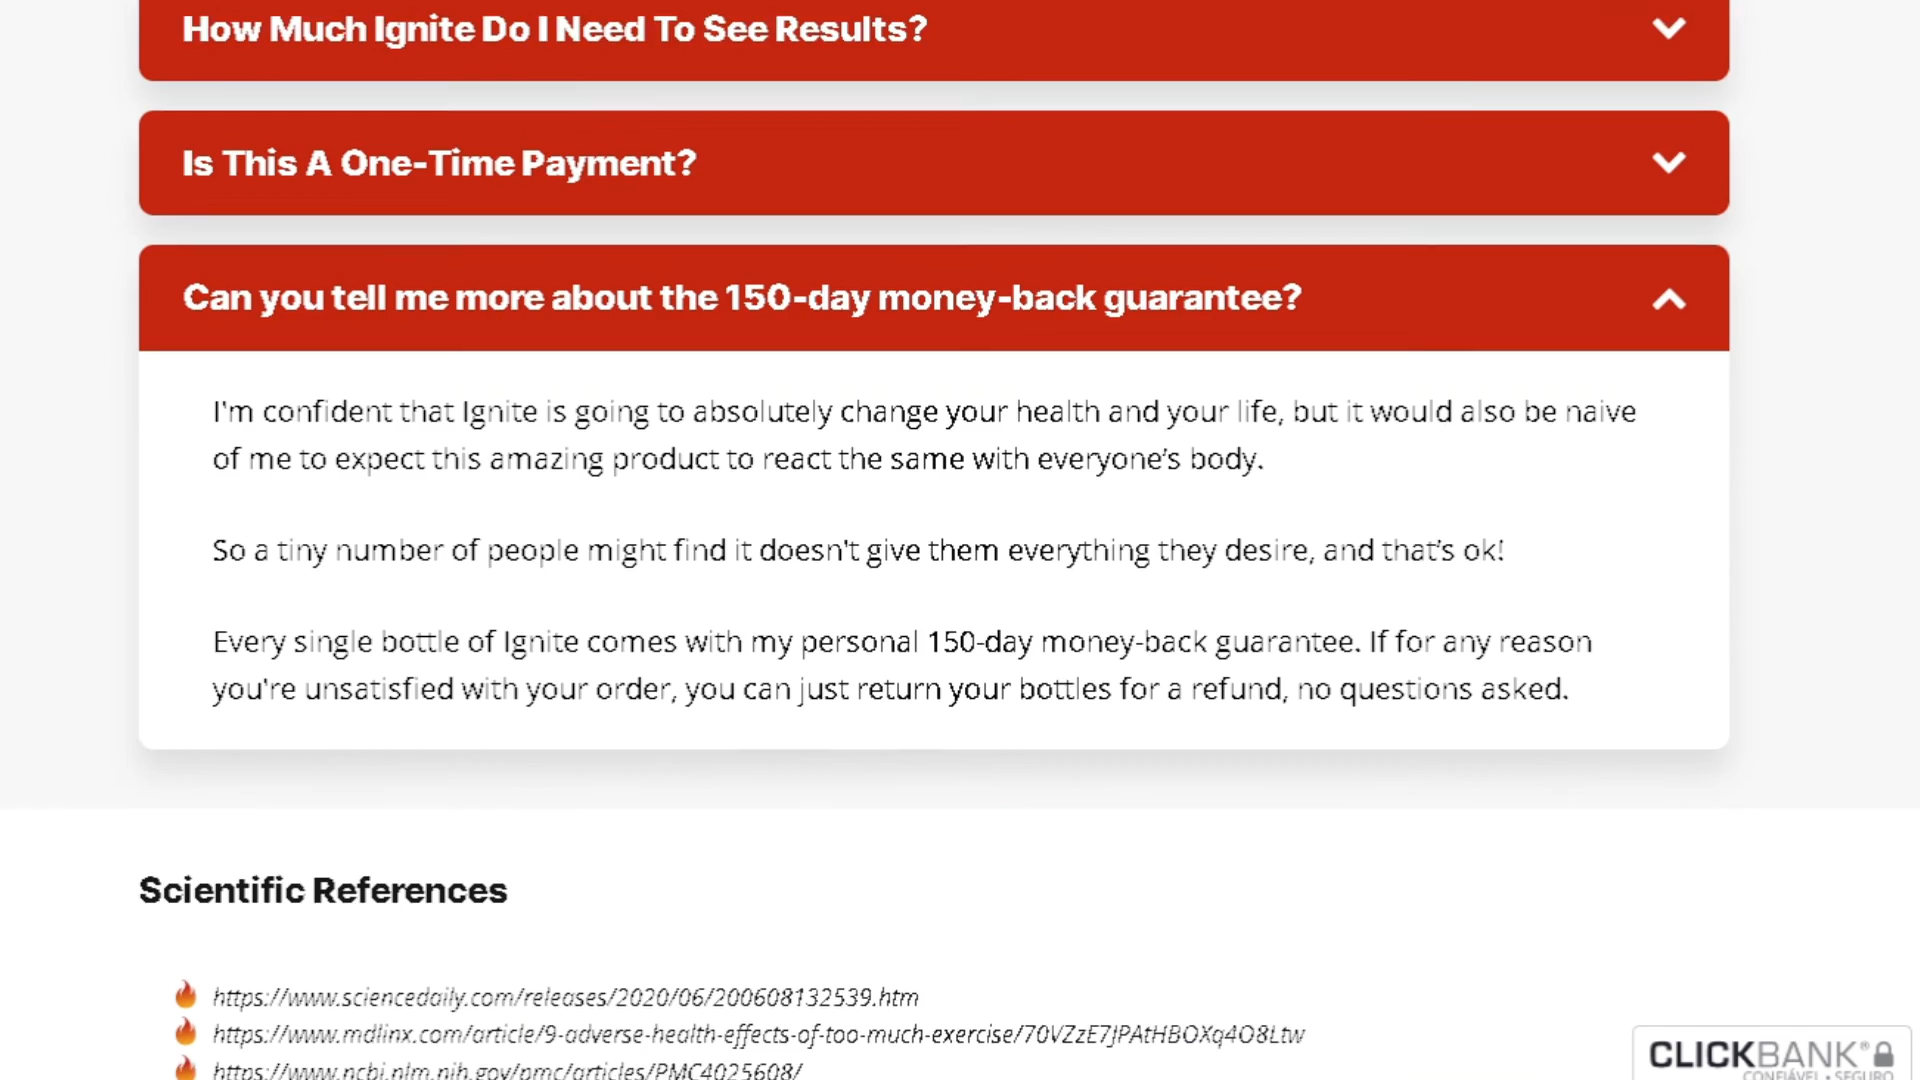 How Much Ignite Do I Need To See Results?
Is This A One-Time Payment?
Can you tell me more about the 150-day money-back guarantee?
I'm confident that Ignite is going to absolutely change your health and your life, but it would also be naive
of me to expect this amazing product to react the same with everyone’s body.
So a tiny number of people might find it doesn't give them everything they desire, and that’s ok!
Every single bottle of Ignite comes with my personal 150-day money-back guarantee. If for any reason
you're unsatisfied with your order, you can just return your bottles for a refund, no questions asked.
Scientific References
https://www.sciencedaily.com/releases/2020/06/200608132539.htm
https://www.mdlinx.com/article/9-adverse-health-effects-of-too-much-exercise/70VZzE7JPAtHBOXq4O8Ltw
https://www.ncbi.nlm.nih.gov/pmc/articles/PMC4025608/
CLICKBANK®
CONFIÁVEL • SEGURO